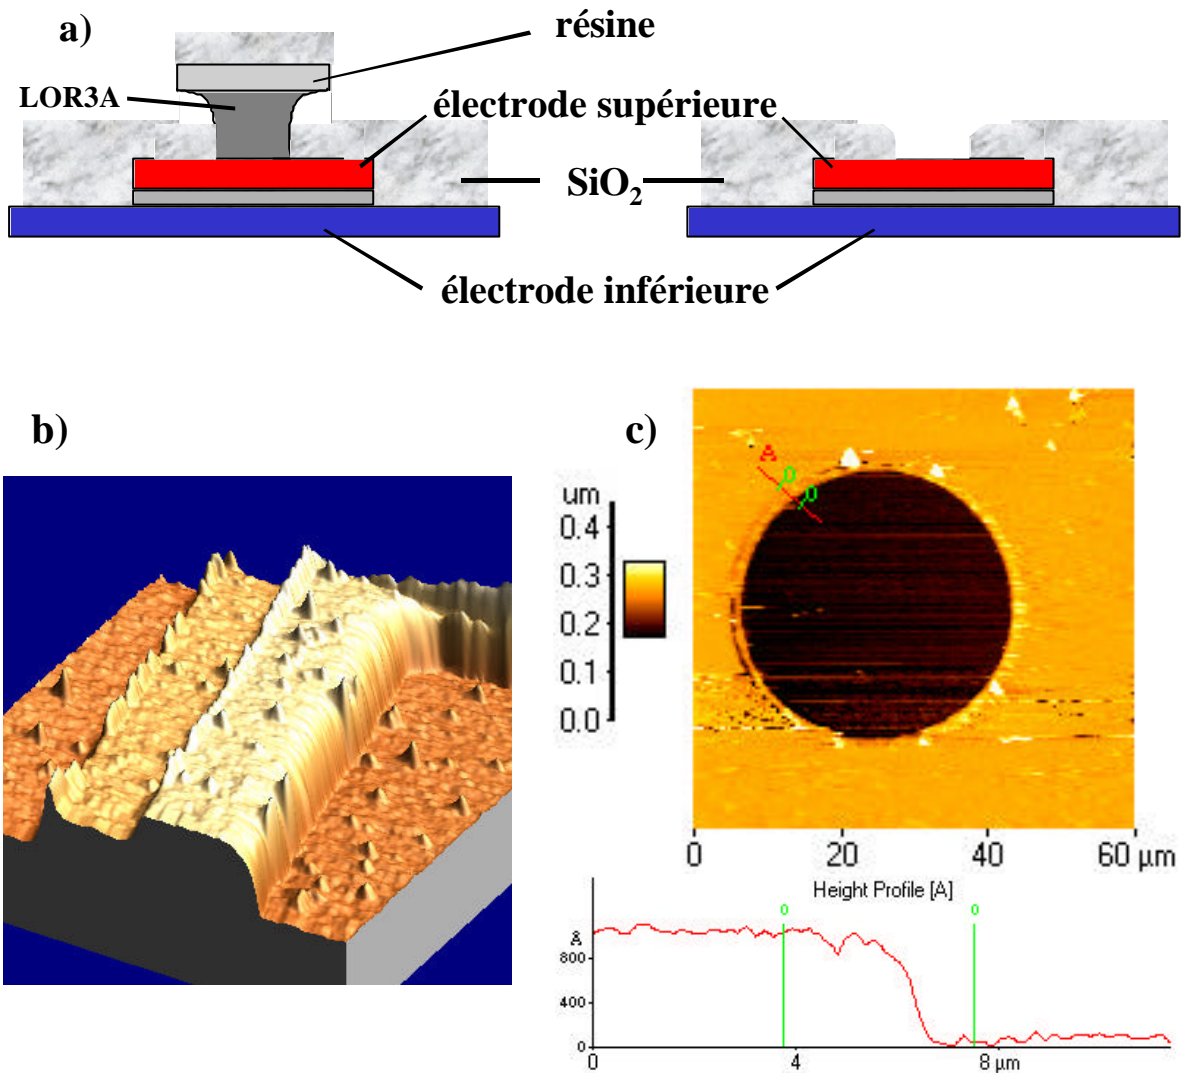 a)
résine
LOR3A
électrode supérieure
SiO₂
électrode inférieure
b)
c)
A
0
0
um
0.4
0.3
0.2
0.1
0.0
0 20 40 60 µm
Height Profile [A]
0 0
Å
800
400
0
0 4 8 µm